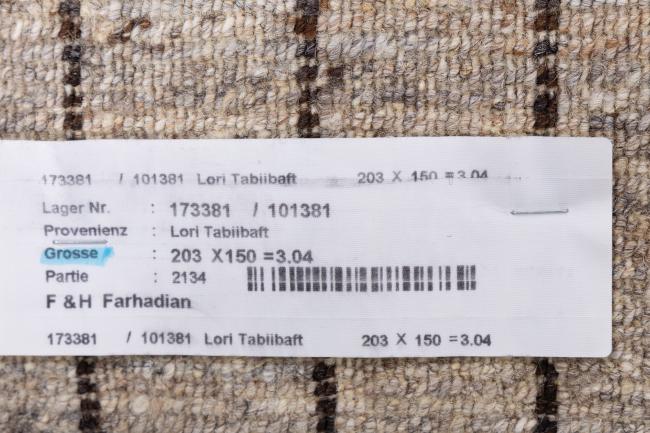 173381 / 101381 Lori Tabiibaft 203 X 150 = 3.04
Lager Nr. : 173381 / 101381
Provenienz : Lori Tabiibaft
Grosse : 203 X150 =3.04
Partie : 2134
F & H Farhadian
173381 / 101381 Lori Tabiibaft 203 X 150 =3.04